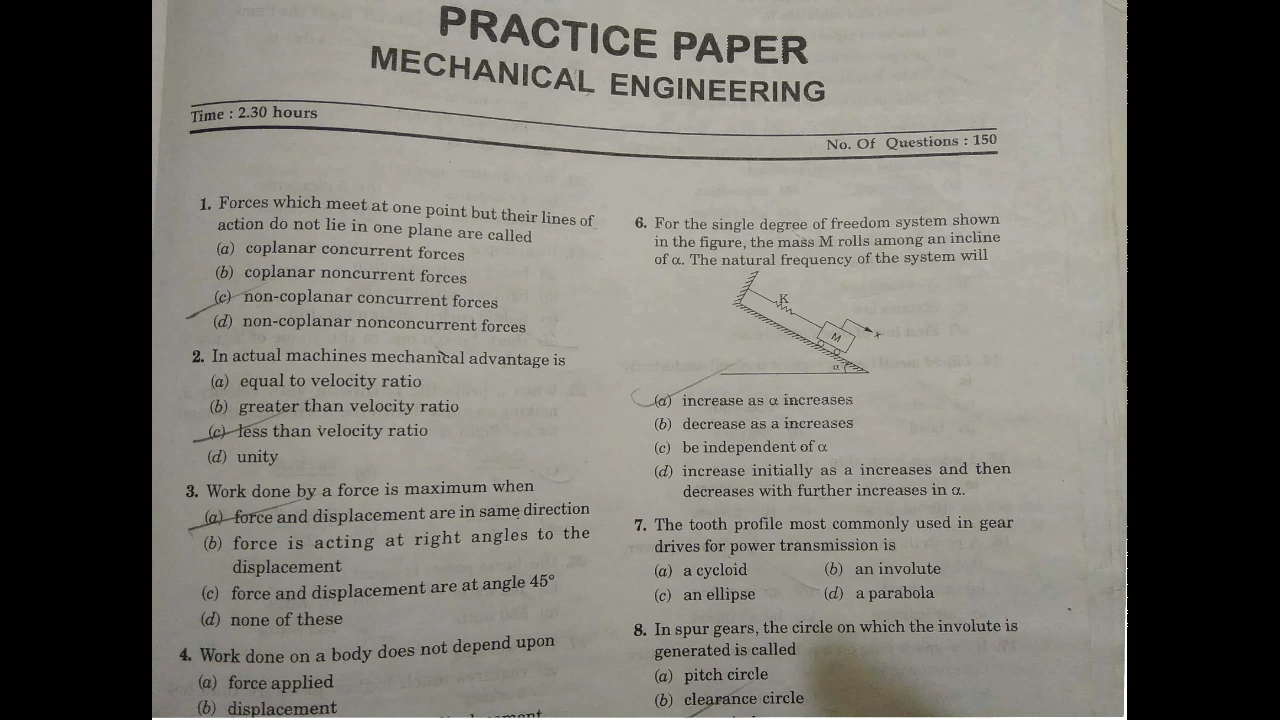 PRACTICE PAPER
MECHANICAL ENGINEERING
Time : 2.30 hours
No. Of Questions : 150
1. Forces which meet at one point but their lines of
action do not lie in one plane are called
(a) coplanar concurrent forces
(b) coplanar noncurrent forces
(c) non-coplanar concurrent forces
(d) non-coplanar nonconcurrent forces
2. In actual machines mechanical advantage is
(a) equal to velocity ratio
(b) greater than velocity ratio
(c) less than velocity ratio
(d) unity
3. Work done by a force is maximum when
(a) force and displacement are in same direction
(b) force is acting at right angles to the
displacement
(c) force and displacement are at angle 45°
(d) none of these
4. Work done on a body does not depend upon
(a) force applied
(b) displacement
6. For the single degree of freedom system shown
in the figure, the mass M rolls among an incline
of α. The natural frequency of the system will
K
M
x
α
(a) increase as α increases
(b) decrease as a increases
(c) be independent of α
(d) increase initially as a increases and then
decreases with further increases in α.
7. The tooth profile most commonly used in gear
drives for power transmission is
(a) a cycloid (b) an involute
(c) an ellipse (d) a parabola
8. In spur gears, the circle on which the involute is
generated is called
(a) pitch circle
(b) clearance circle